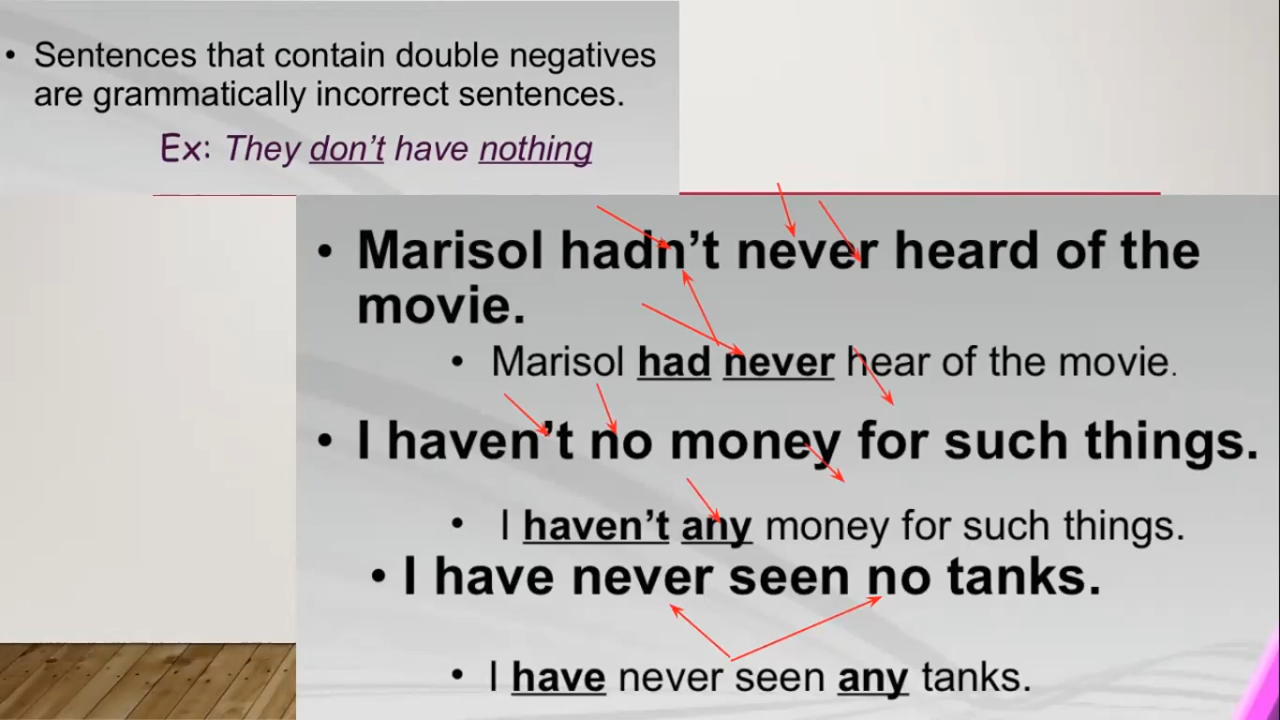 • Sentences that contain double negatives
are grammatically incorrect sentences.
Ex: They don't have nothing
• Marisol hadn't never heard of the
movie.
• Marisol had never hear of the movie.
• I haven't no money for such things.
• I haven't any money for such things.
• I have never seen no tanks.
• I have never seen any tanks.